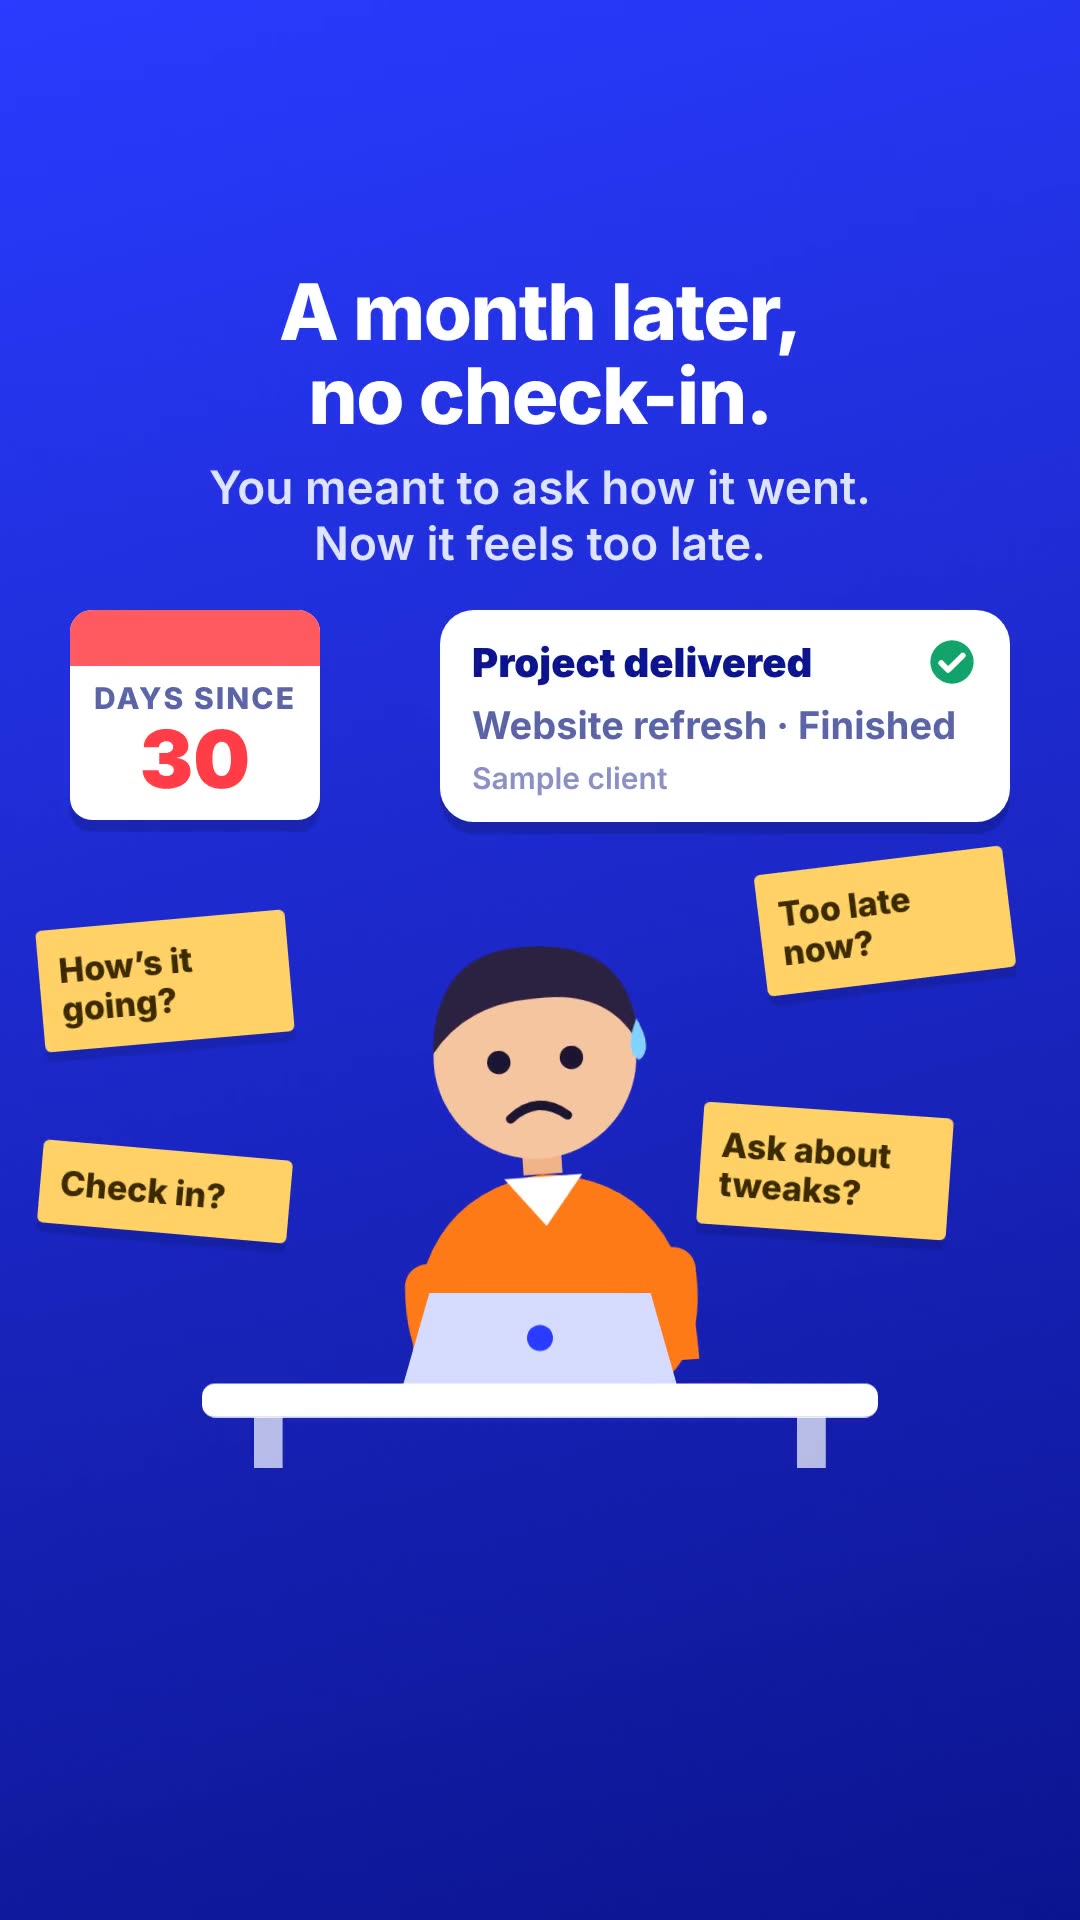 A month later,
no check-in.
You meant to ask how it went.
Now it feels too late.
DAYS SINCE
30
Project delivered
Website refresh · Finished
Sample client
Too late
now?
How’s it
going?
Ask about
tweaks?
Check in?